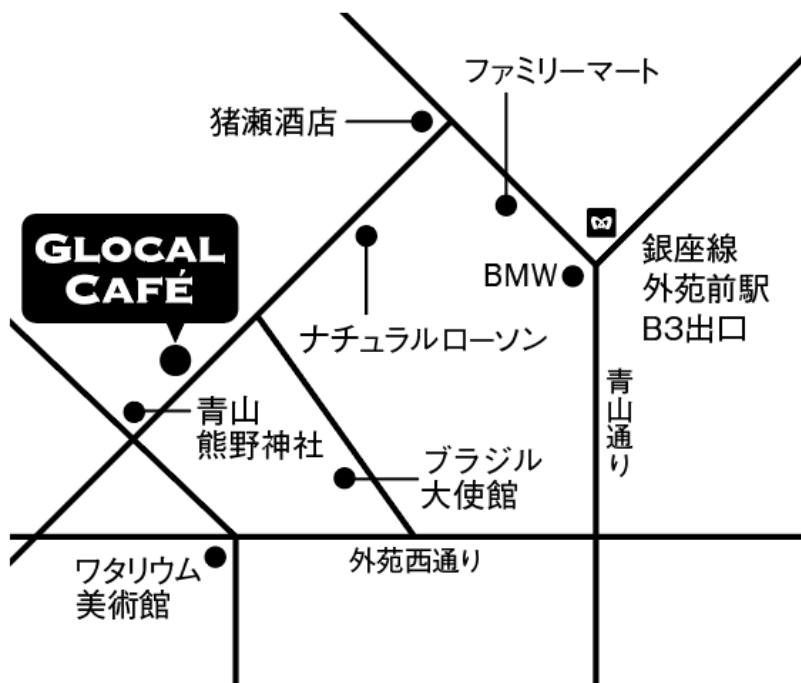 ファミリーマート
猪瀬酒店
GLOCAL
CAFÉ
銀座線
外苑前駅
B3出口
BMW
ナチュラルローソン
青山通り
青山
熊野神社
ブラジル
大使館
外苑西通り
ワタリウム
美術館